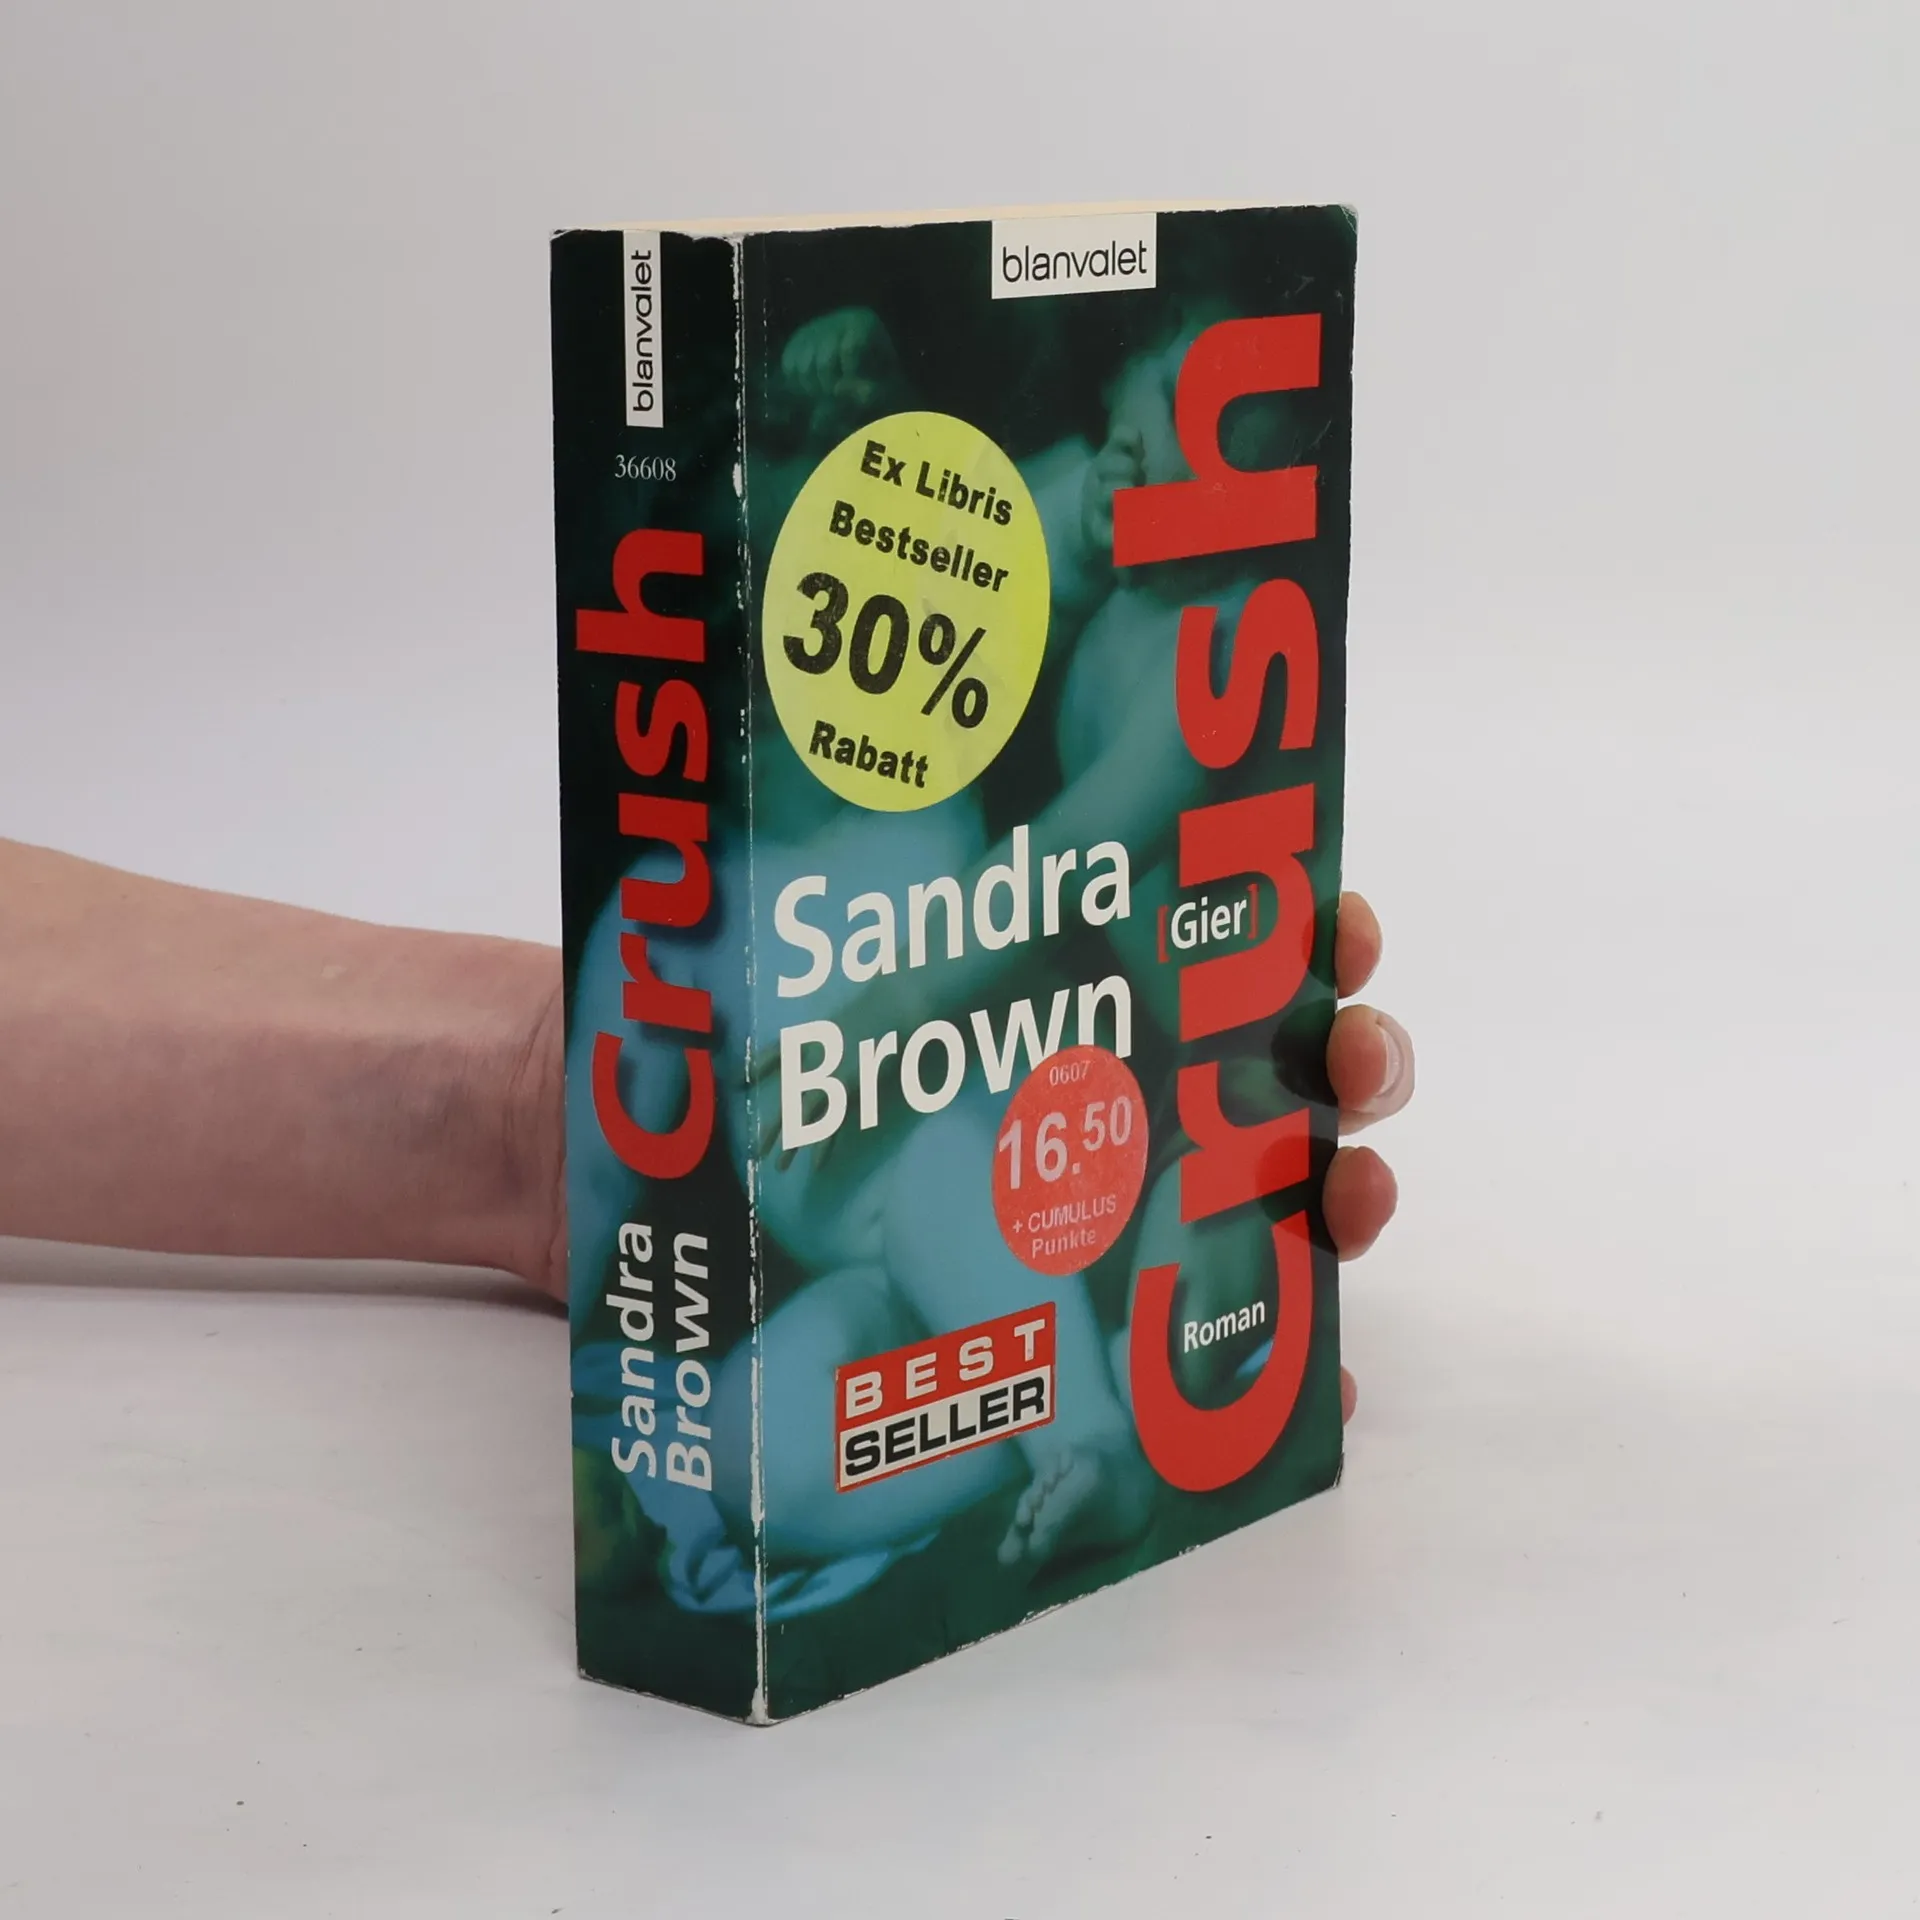 blanvalet
36608
Crush
Sandra
Brown
blanvalet
Ex Libris
Bestseller
30%
Rabatt
Sandra
Brown
Crush
[Gier]
Roman
0607
16.50
+ CUMULUS
Punkte
BEST
SELLER